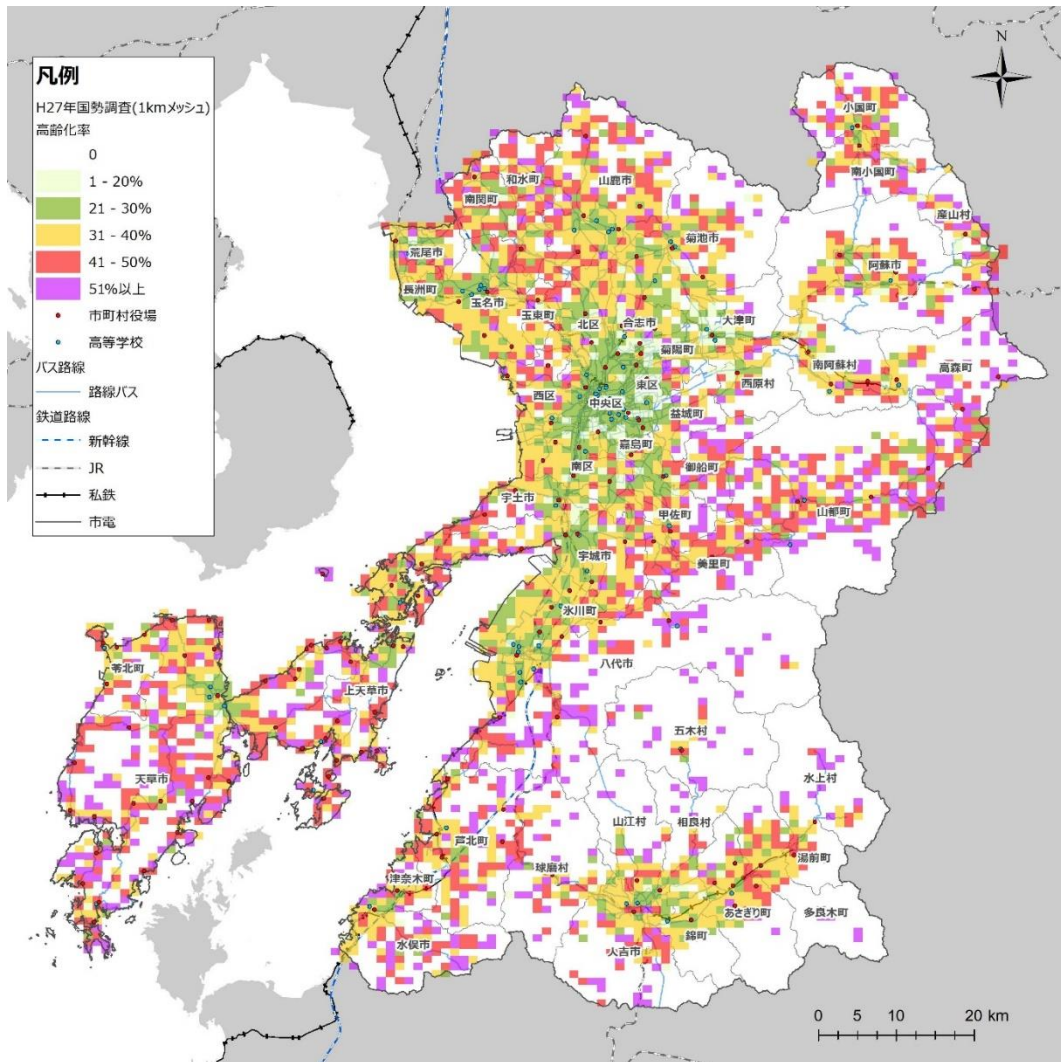 凡例
H27年国勢調査(1kmメッシュ)
高齢化率
0
1 - 20%
21 - 30%
31 - 40%
41 - 50%
51%以上
市町村役場
高等学校
バス路線
路線バス
鉄道路線
新幹線
JR
私鉄
市電
N
小国町
南小国町
産山村
和水町
山鹿市
南関町
菊池市
荒尾市
阿蘇市
長洲町
玉名市
玉東町
北区
合志市
大津町
菊陽町
南阿蘇村
高森町
西区
東区
西原村
中央区
益城町
嘉島町
南区
御船町
宇土市
山都町
甲佐町
宇城市
美里町
氷川町
八代市
苓北町
上天草市
五木村
天草市
水上村
山江村
相良村
芦北町
湯前町
球磨村
津奈木町
あさぎり町
多良木町
錦町
水俣市
人吉市
0 5 10 20 km